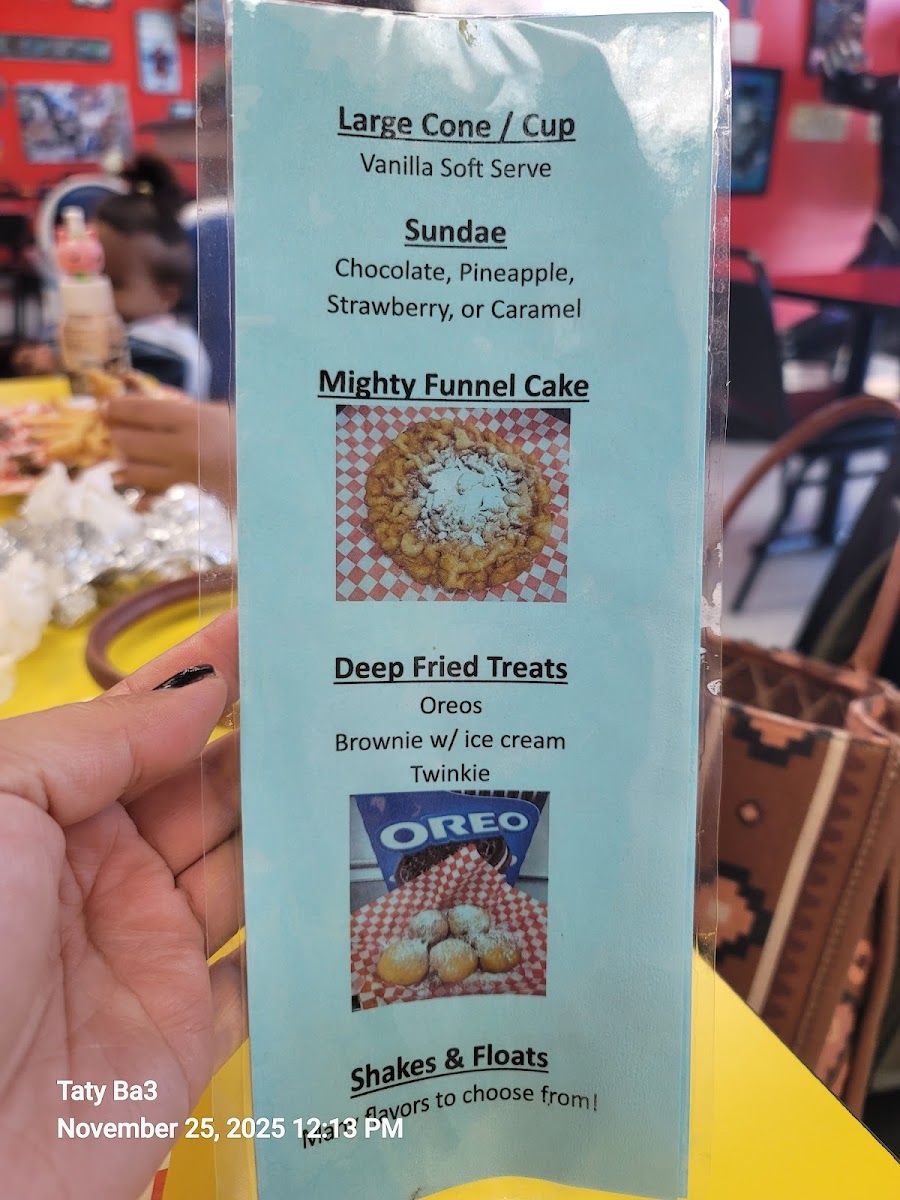 Large Cone / Cup
Vanilla Soft Serve
Sundae
Chocolate, Pineapple,
Strawberry, or Caramel
Mighty Funnel Cake
Deep Fried Treats
Oreos
Brownie w/ ice cream
Twinkie
OREO
Shakes & Floats
Many flavors to choose from!
Taty Ba3
November 25, 2025 12:13 PM